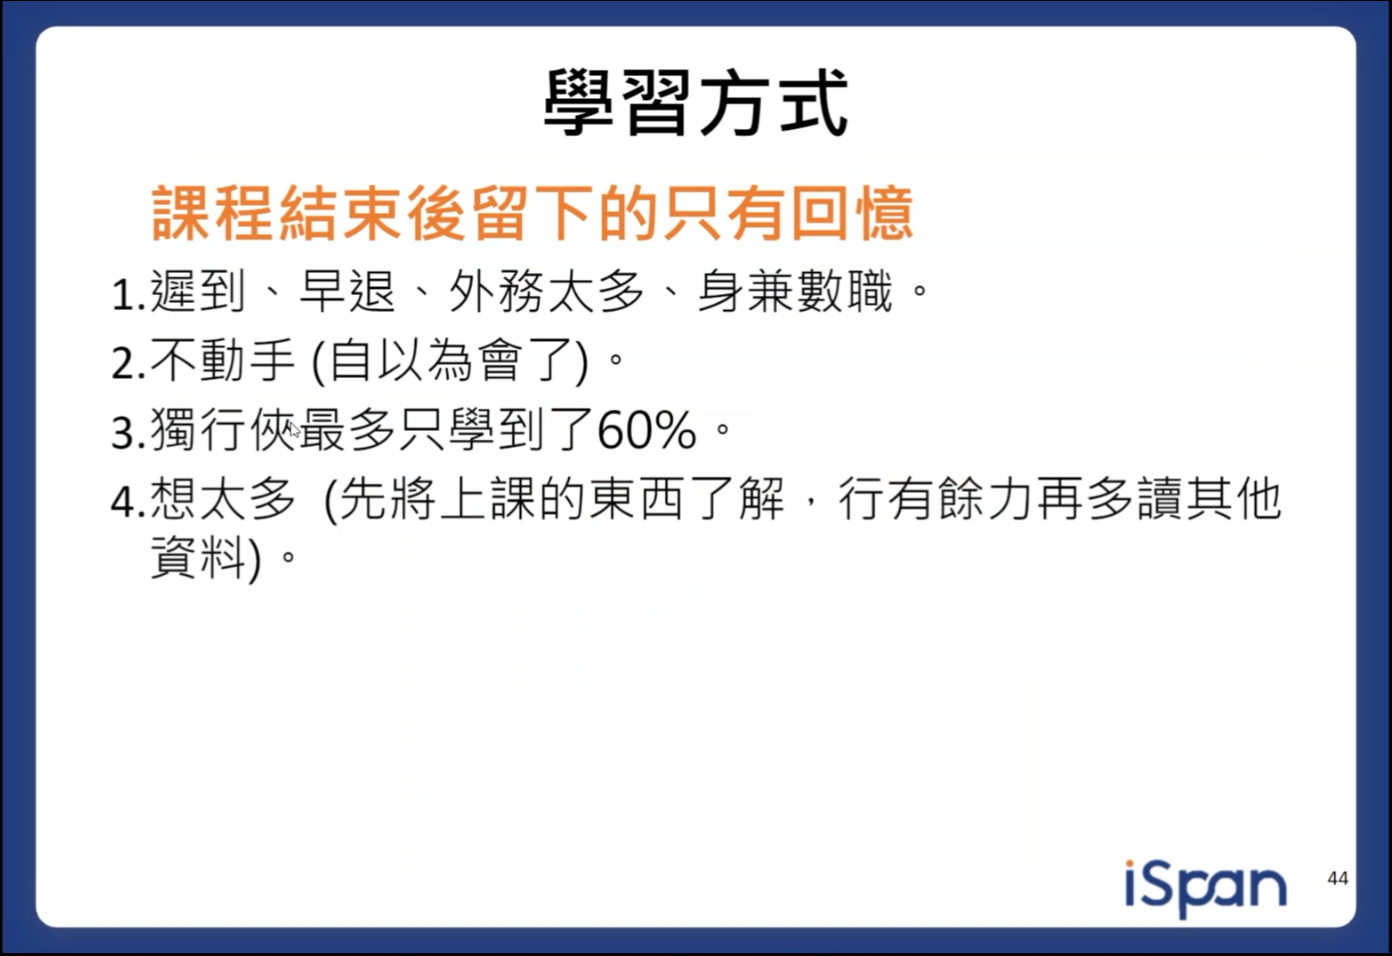 學習方式
課程結束後留下的只有回憶
1.遲到、早退、外務太多、身兼數職。
2.不動手 (自以為會了)。
3.獨行俠最多只學到了60%。
4.想太多 (先將上課的東西了解，行有餘力再多讀其他
資料)。
iSpan
44